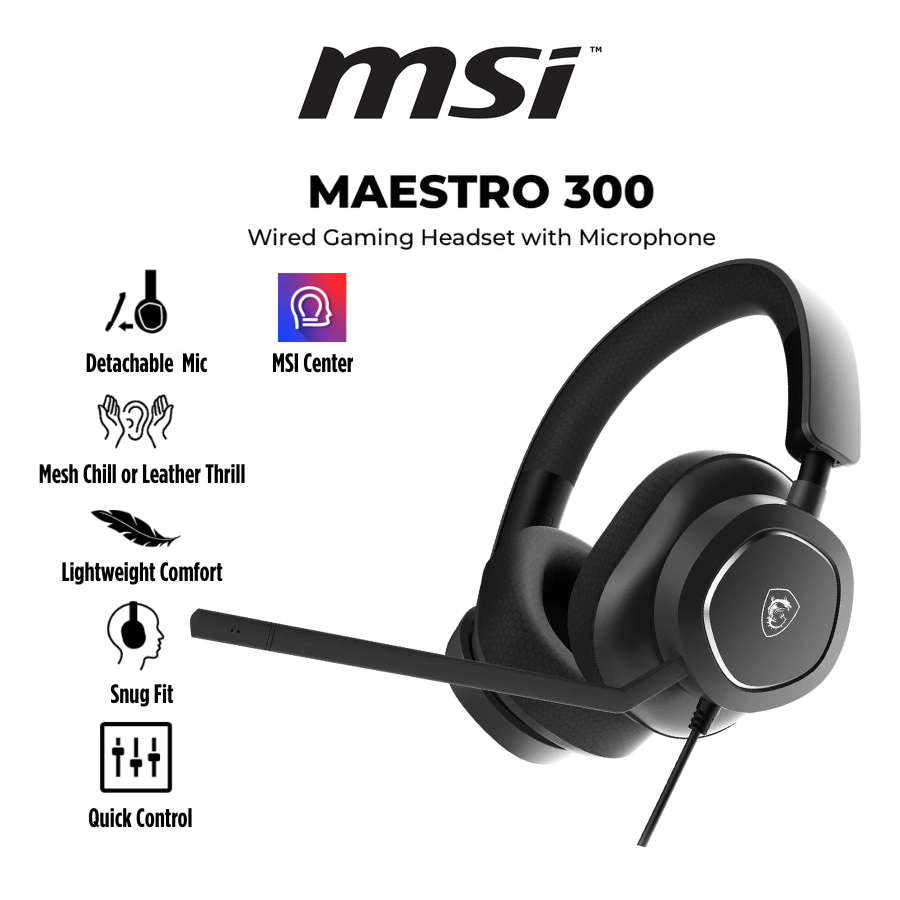 msi™
MAESTRO 300
Wired Gaming Headset with Microphone
Detachable Mic
MSI Center
Mesh Chill or Leather Thrill
Lightweight Comfort
Snug Fit
Quick Control